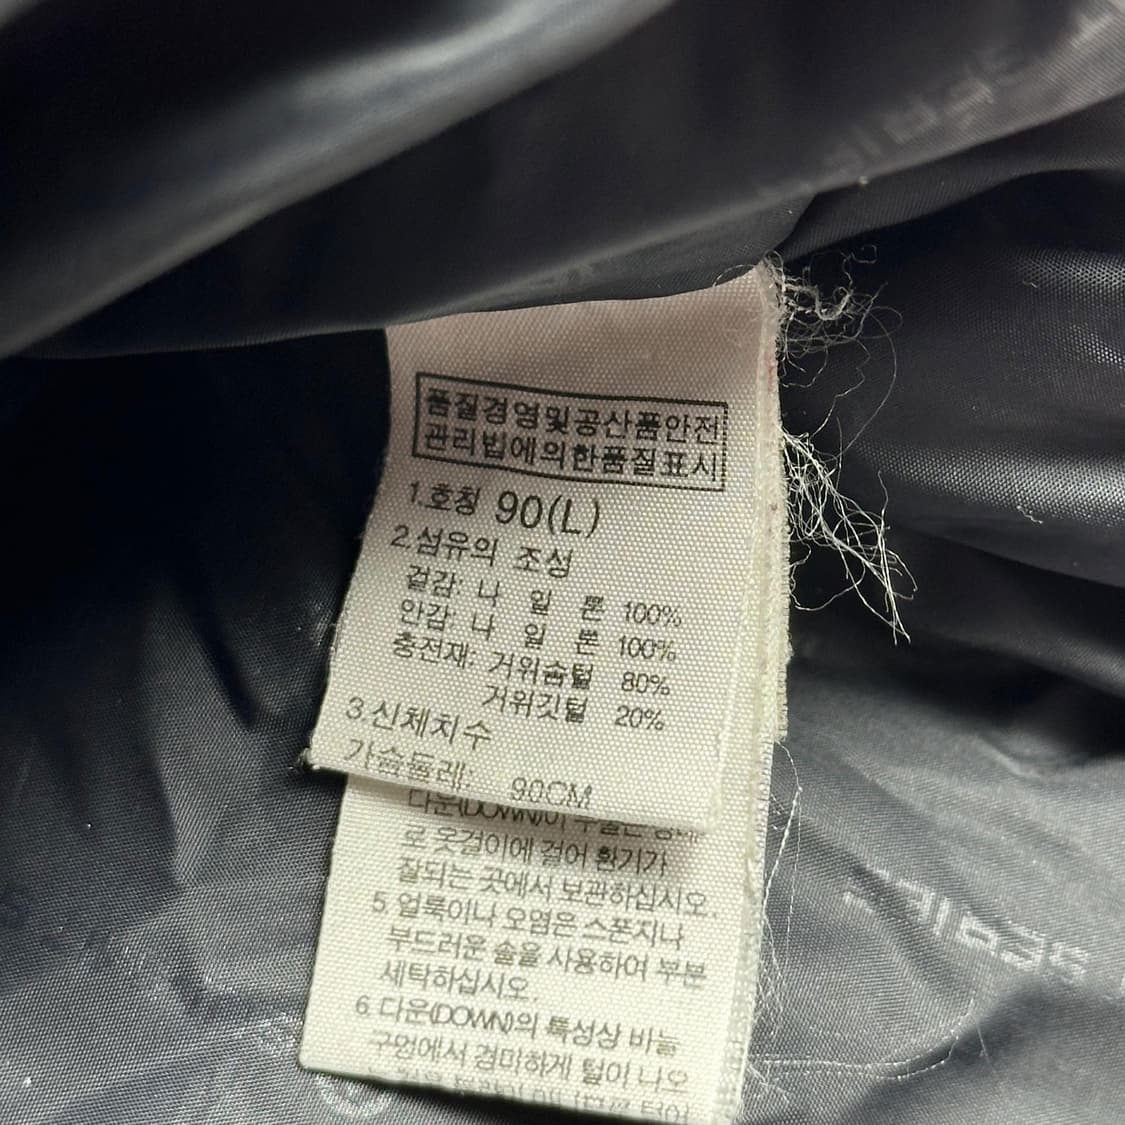 품질경영및공산품안전
관리법에의한품질표시
1.호칭 90(L)
2.섬유의 조성
겉감: 나 일 론 100%
안감: 나 일 론 100%
충전재: 거위솜털 80%
거위깃털 20%
3.신체치수
가슴둘레: 90CM
다운(DOWN)이
로 옷걸이에 걸어 환기가
잘되는 곳에서 보관하십시오.
5. 얼룩이나 오염은 스폰지나
부드러운 솔을 사용하여 부분
세탁하십시오.
6. 다운(DOWN)의 특성상 바늘
구멍에서 경미하게 털이 나오